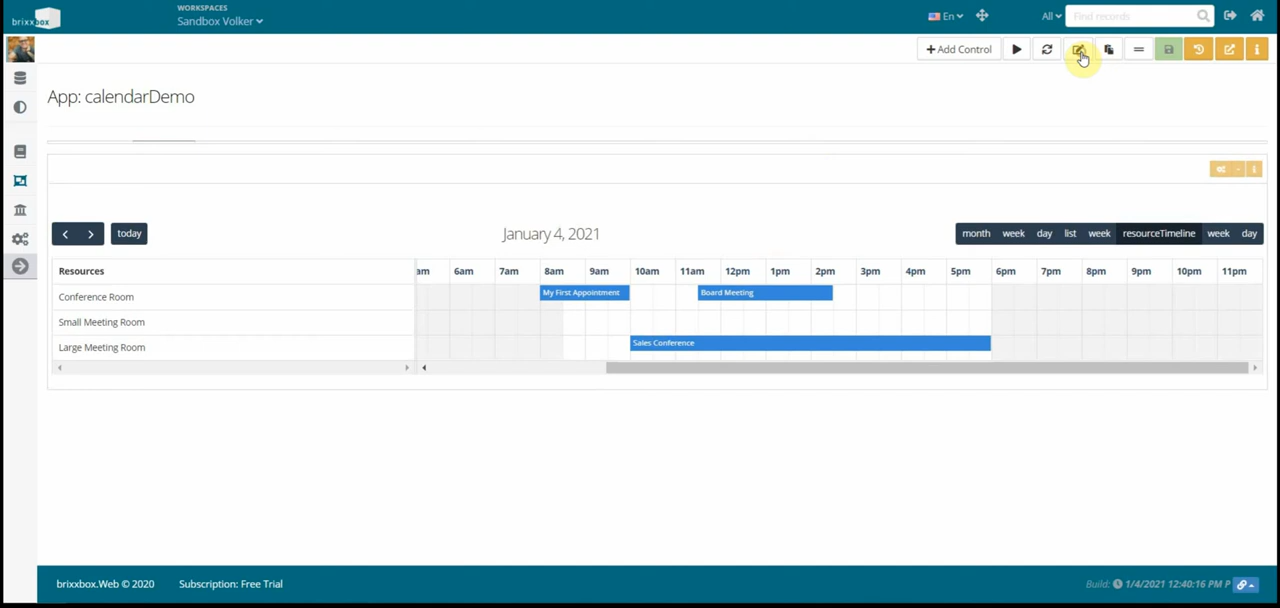 brixxbox
WORKSPACES
Sandbox Volker
En
All
Find records
Add Control
App: calendarDemo
today
January 4, 2021
month week day list week resourceTimeline week day
Resources
am 6am 7am 8am 9am 10am 11am 12pm 1pm 2pm 3pm 4pm 5pm 6pm 7pm 8pm 9pm 10pm 11pm
Conference Room
My First Appointment
Board Meeting
Small Meeting Room
Large Meeting Room
Sales Conference
brixxbox.Web © 2020
Subscription: Free Trial
Build: 1/4/2021 12:40:16 PM P